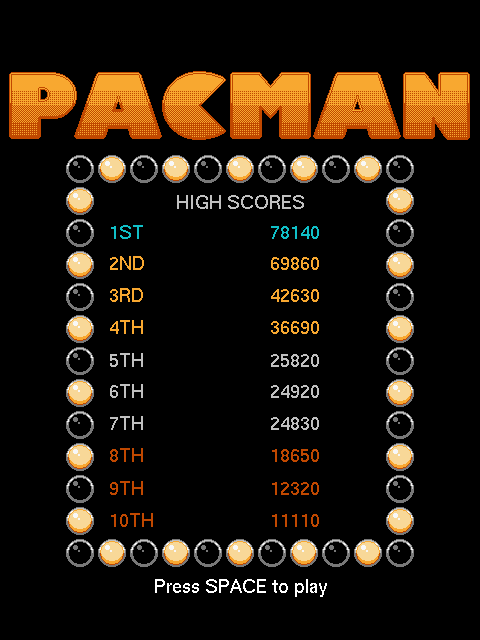 PACMAN
HIGH SCORES
1ST 78140
2ND 69860
3RD 42630
4TH 36690
5TH 25820
6TH 24920
7TH 24830
8TH 18650
9TH 12320
10TH 11110
Press SPACE to play